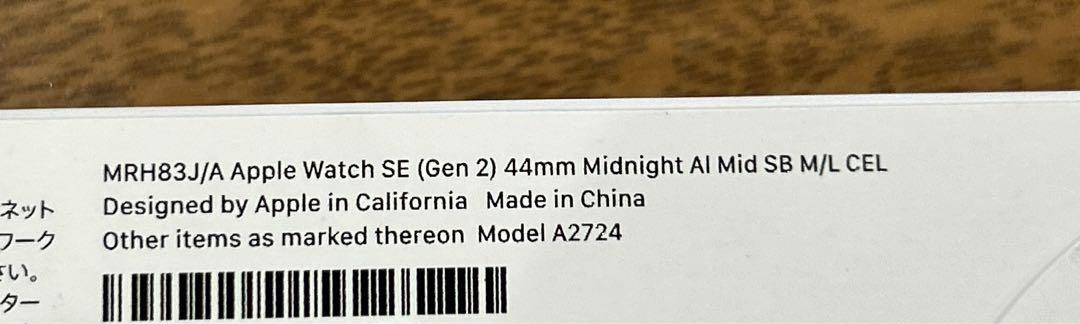 MRH83J/A Apple Watch SE (Gen 2) 44mm Midnight Al Mid SB M/L CEL
ネット Designed by Apple in California Made in China
ワーク Other items as marked thereon Model A2724
さい。
ター